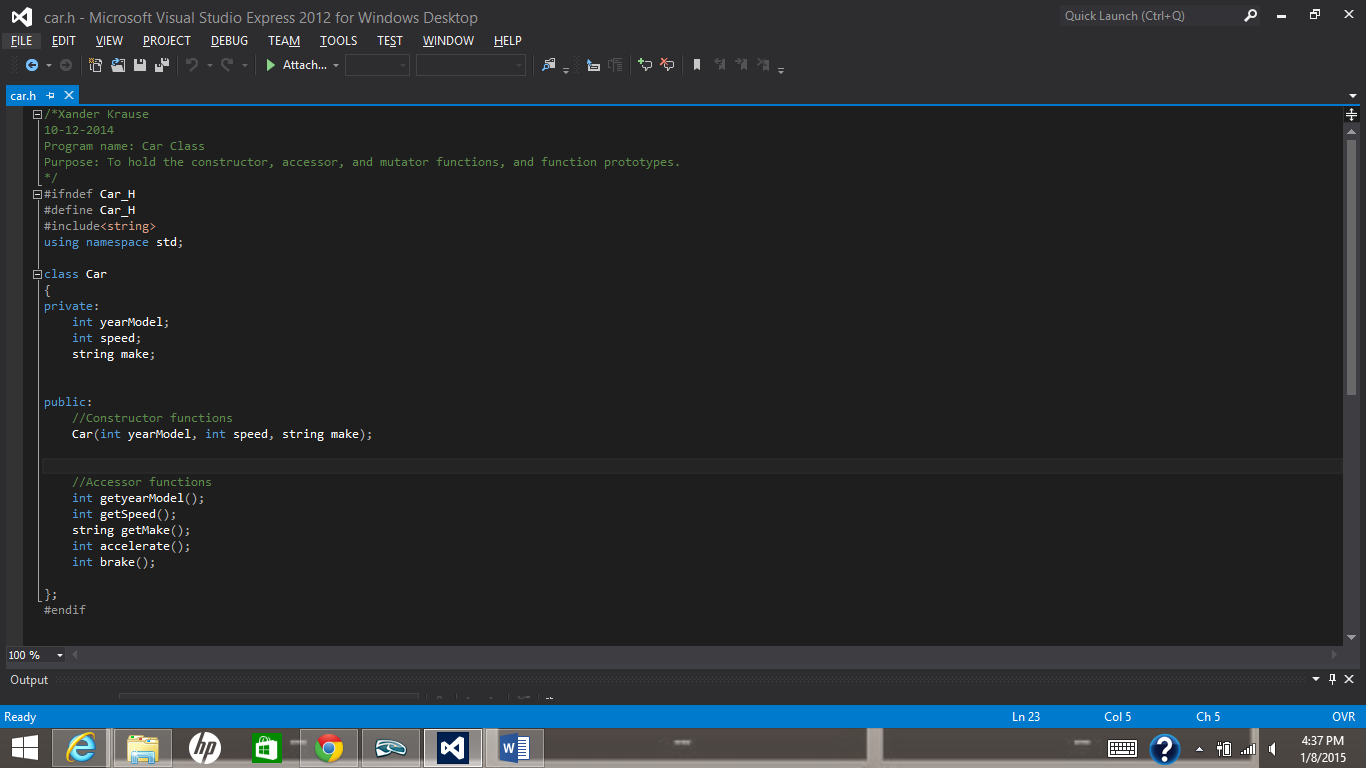 car.h - Microsoft Visual Studio Express 2012 for Windows Desktop
Quick Launch (Ctrl+Q)
FILE EDIT VIEW PROJECT DEBUG TEAM TOOLS TEST WINDOW HELP
Attach...
car.h
/*Xander Krause
10-12-2014
Program name: Car Class
Purpose: To hold the constructor, accessor, and mutator functions, and function prototypes.
*/
#ifndef Car_H
#define Car_H
#include<string>
using namespace std;
class Car
{
private:
int yearModel;
int speed;
string make;
public:
//Constructor functions
Car(int yearModel, int speed, string make);
//Accessor functions
int getyearModel();
int getSpeed();
string getMake();
int accelerate();
int brake();
};
#endif
100 %
Output
Ready Ln 23 Col 5 Ch 5 OVR
hp
W
4:37 PM
1/8/2015